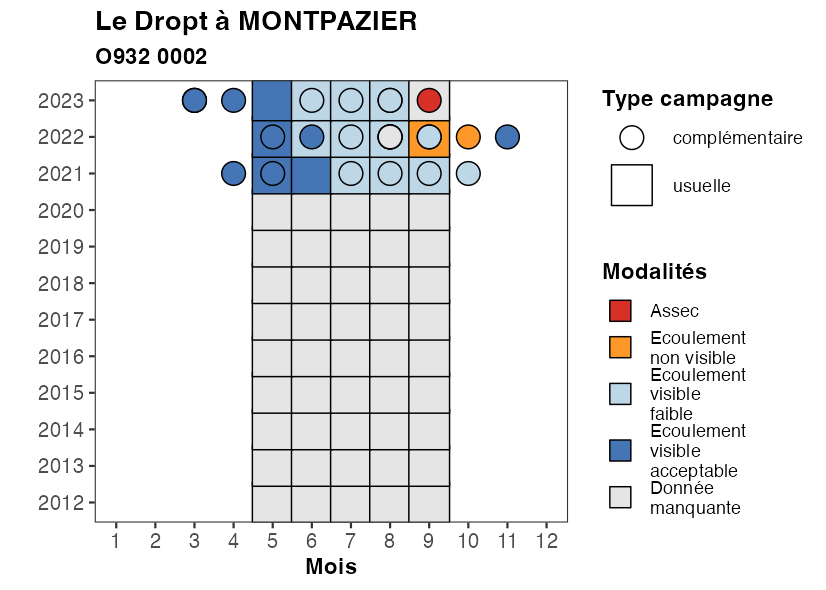 Le Dropt à MONTPAZIER
O932 0002
2023
2022
2021
2020
2019
2018
2017
2016
2015
2014
2013
2012
1 2 3 4 5 6 7 8 9 10 11 12
Mois
Type campagne
complémentaire
usuelle
Modalités
Assec
Ecoulement
non visible
Ecoulement
visible
faible
Ecoulement
visible
acceptable
Donnée
manquante